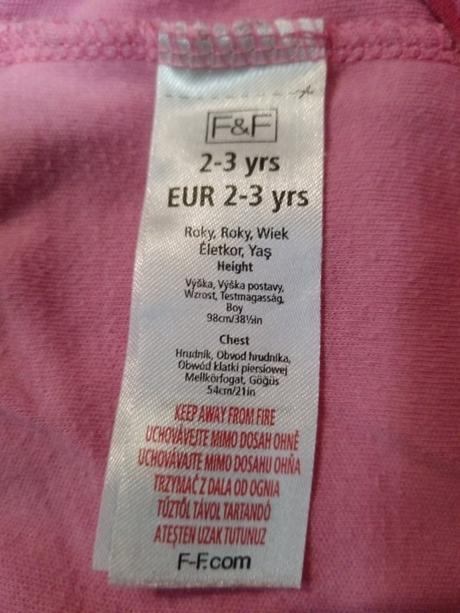 F&F
2-3 yrs
EUR 2-3 yrs
Roky, Roky, Wiek
Életkor, Yaş
Height
Výška, Výška postavy,
Wzrost, Testmagasság,
Boy
98cm/38½in
Chest
Hrudník, Obvod hrudníka,
Obwód klatki piersiowej
Mellkörfogat, Göğüs
54cm/21in
KEEP AWAY FROM FIRE
UCHOVÁVEJTE MIMO DOSAH OHNĚ
UCHOVÁVAJTE MIMO DOSAHU OHŇA
TRZYMAĆ Z DALA OD OGNIA
TŰZTŐL TÁVOL TARTANDÓ
ATEŞTEN UZAK TUTUNUZ
F-F.com